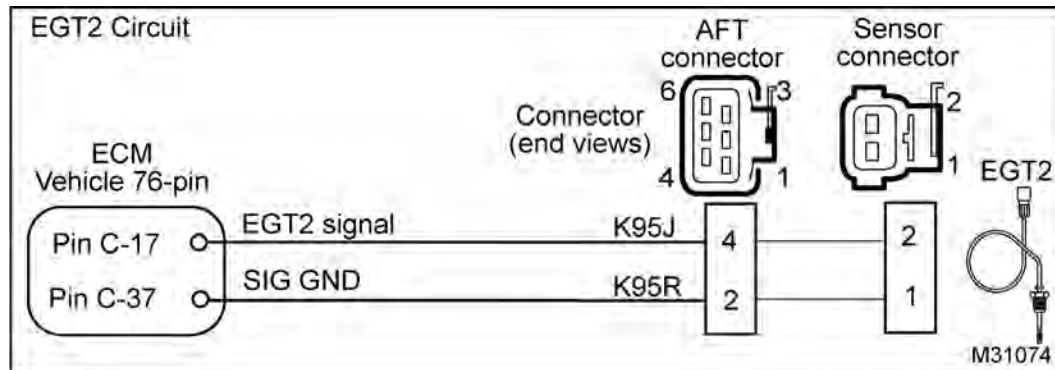 EGT2 Circuit
AFT
connector
Sensor
connector
6
3
2
Connector
(end views)
4
1
1
EGT2
ECM
Vehicle 76-pin
Pin C-17
EGT2 signal
K95J
4
2
Pin C-37
SIG GND
K95R
2
1
M31074